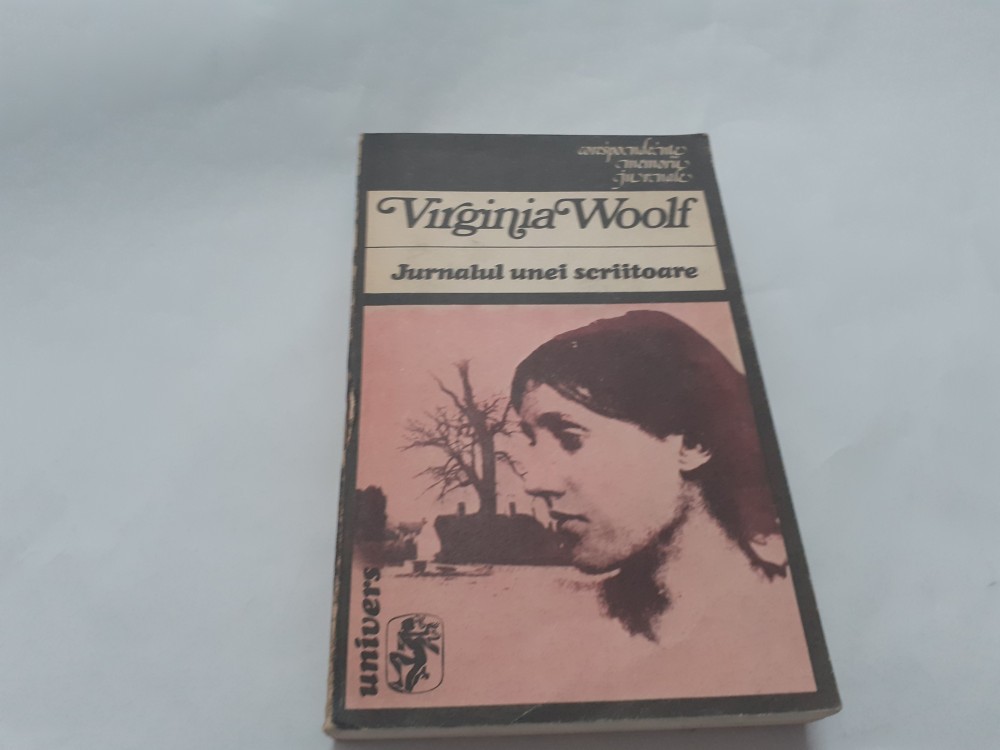 corespondențe
memorii
jurnale
Virginia Woolf
Jurnalul unei scriitoare
univers